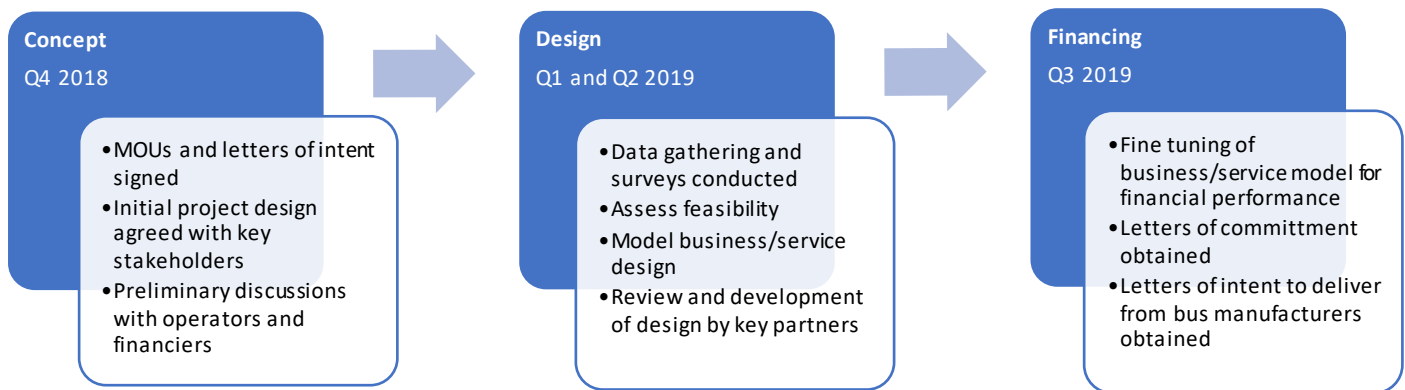 Concept
Q4 2018
•MOUs and letters of intent
signed
•Initial project design
agreed with key
stakeholders
•Preliminary discussions
with operators and
financiers
Design
Q1 and Q2 2019
•Data gathering and
surveys conducted
•Assess feasibility
•Model business/service
design
•Review and development
of design by key partners
Financing
Q3 2019
•Fine tuning of
business/service model for
financial performance
•Letters of committment
obtained
•Letters of intent to deliver
from bus manufacturers
obtained